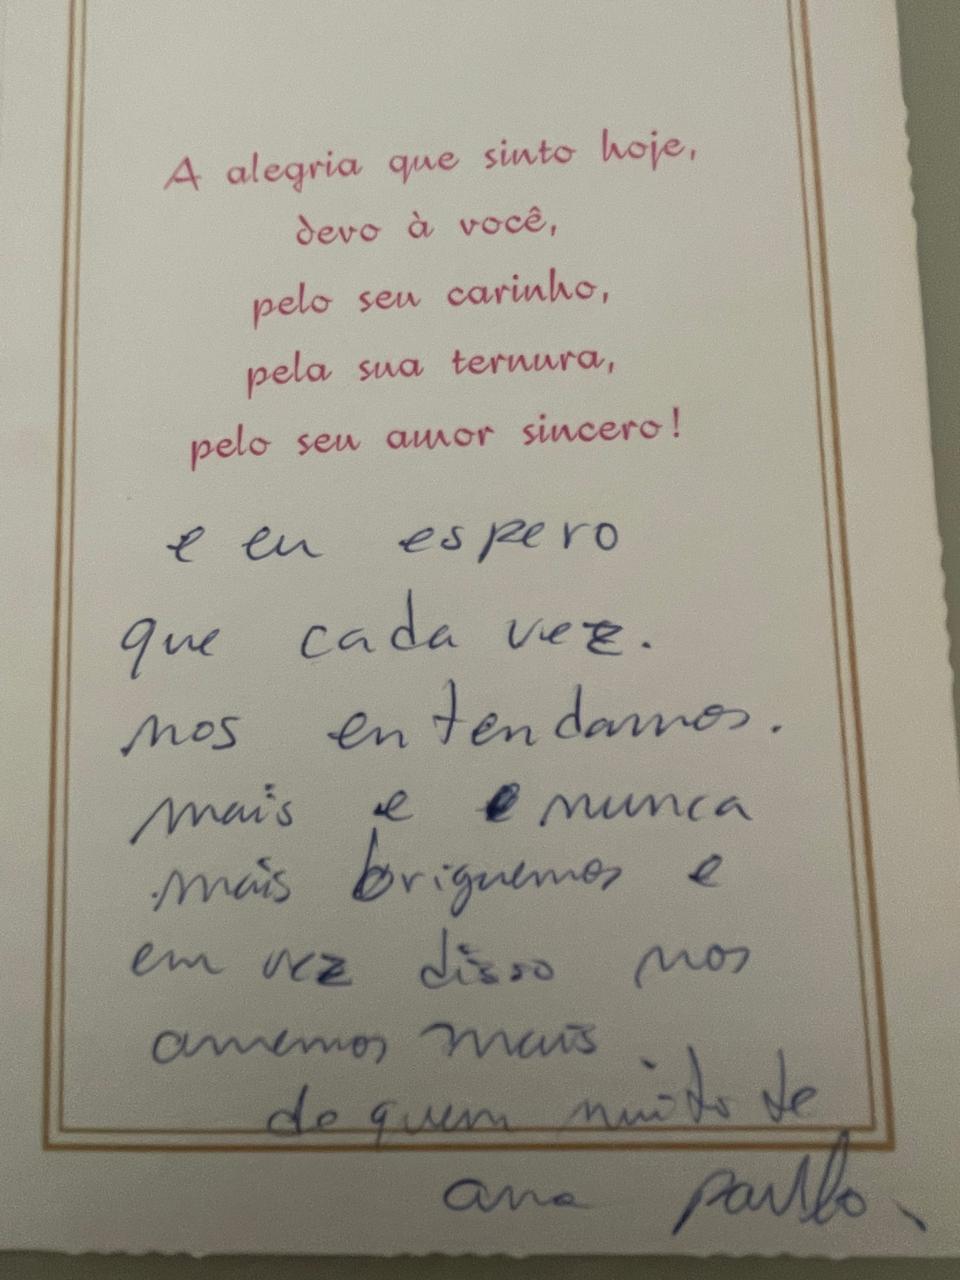 A alegria que sinto hoje,
devo à você,
pelo seu carinho,
pela sua ternura,
pelo seu amor sincero!
e eu espero
que cada vez.
nos entendamos.
mais e e nunca
mais briguemos e
em vez disso nos
amemos mais.
de quem muito te
ama Paulo